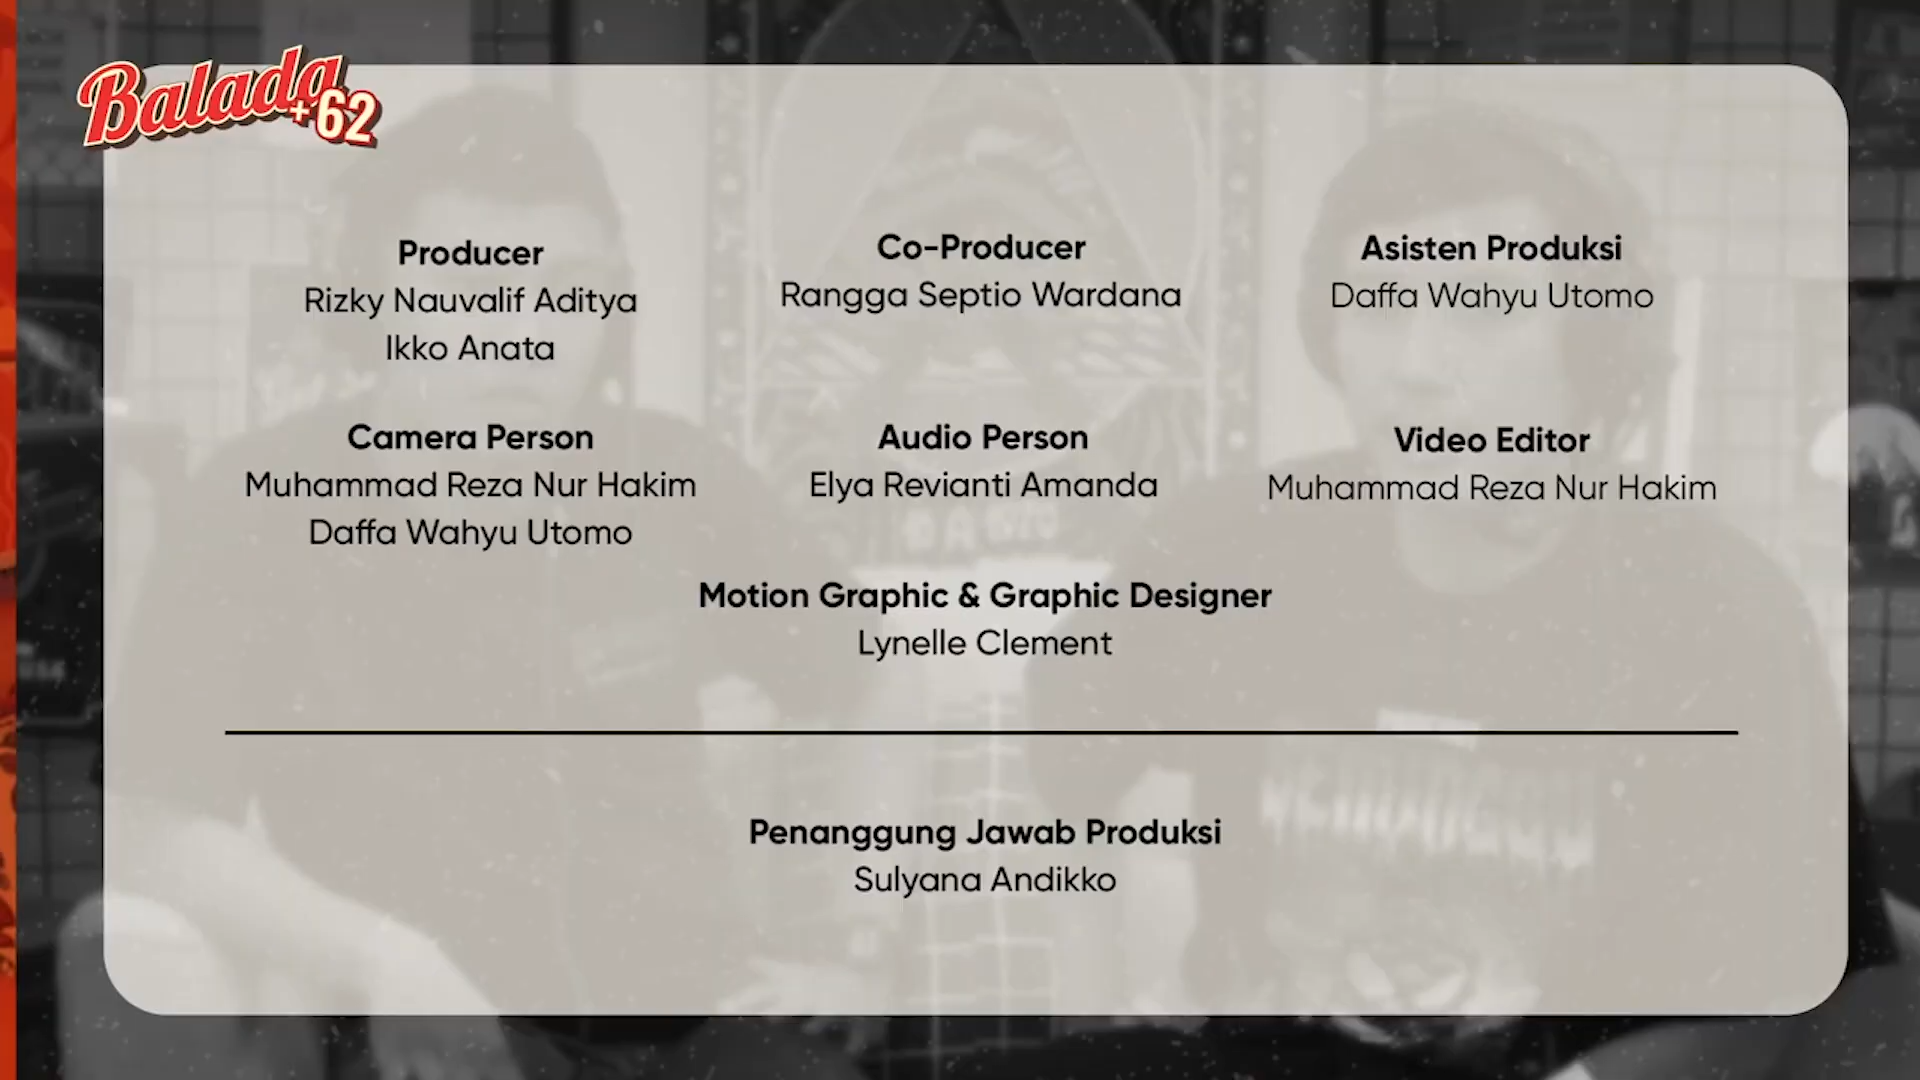 Balada
+62
Producer
Rizky Nauvalif Aditya
Ikko Anata
Co-Producer
Rangga Septio Wardana
Asisten Produksi
Daffa Wahyu Utomo
Camera Person
Muhammad Reza Nur Hakim
Daffa Wahyu Utomo
Audio Person
Elya Revianti Amanda
Video Editor
Muhammad Reza Nur Hakim
Motion Graphic & Graphic Designer
Lynelle Clement
Penanggung Jawab Produksi
Sulyana Andikko